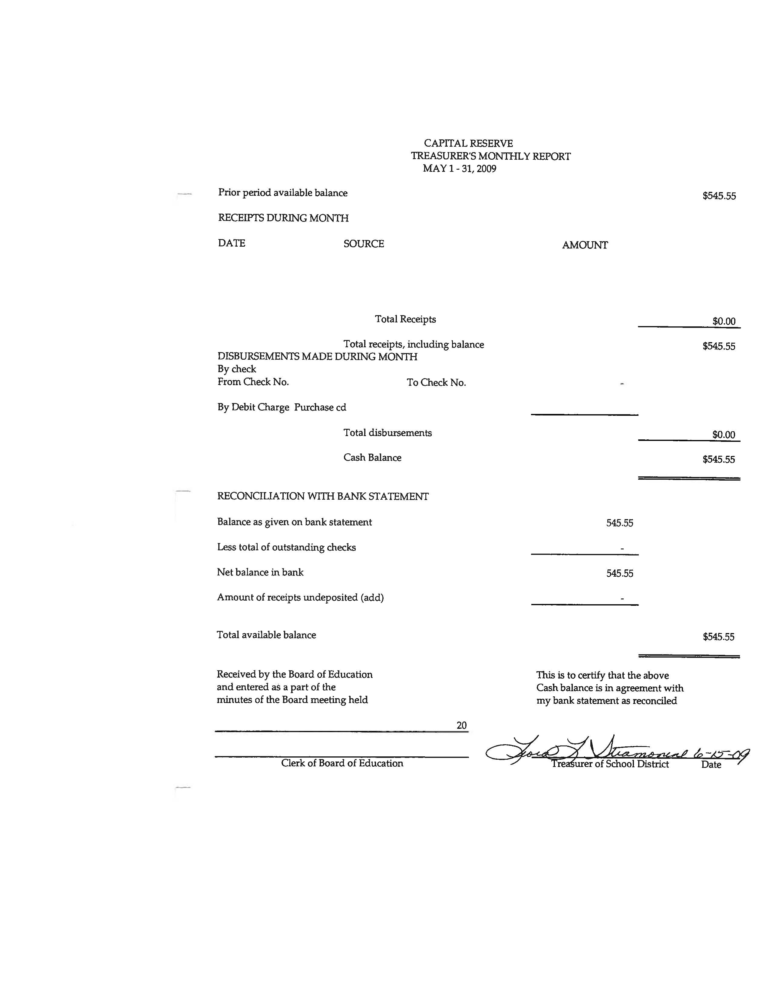 CAPITAL RESERVE
TREASURER'S MONTHLY REPORT
MAY 1 - 31, 2009
Prior period available balance $545.55
RECEIPTS DURING MONTH
DATE SOURCE AMOUNT
Total Receipts $0.00
Total receipts, including balance $545.55
DISBURSEMENTS MADE DURING MONTH
By check
From Check No. To Check No. -
By Debit Charge Purchase cd
Total disbursements $0.00
Cash Balance $545.55
RECONCILIATION WITH BANK STATEMENT
Balance as given on bank statement 545.55
Less total of outstanding checks -
Net balance in bank 545.55
Amount of receipts undeposited (add) -
Total available balance $545.55
Received by the Board of Education
and entered as a part of the
minutes of the Board meeting held
This is to certify that the above
Cash balance is in agreement with
my bank statement as reconciled
20
6-15-09
Clerk of Board of Education
Treasurer of School District Date